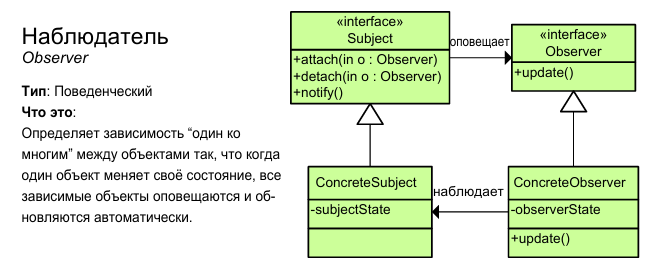 Наблюдатель
Observer
Тип: Поведенческий
Что это:
Определяет зависимость “один ко
многим” между объектами так, что когда
один объект меняет своё состояние, все
зависимые объекты оповещаются и об-
новляются автоматически.
«interface»
Subject
+attach(in o : Observer)
+detach(in o : Observer)
+notify()
оповещает
«interface»
Observer
+update()
ConcreteSubject
-subjectState
наблюдает
ConcreteObserver
-observerState
+update()